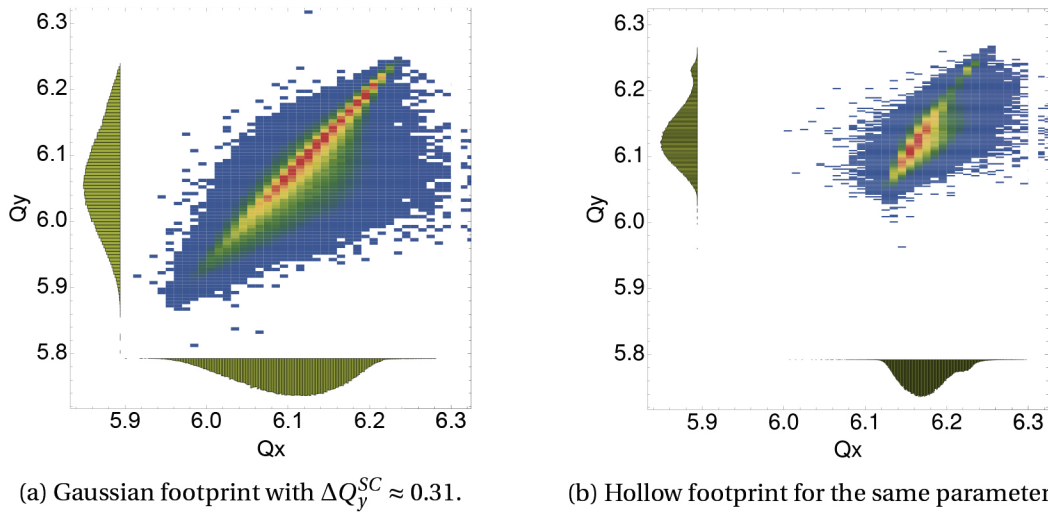 6.3
6.2
6.1
6.0
5.9
5.8
Qy
5.9 6.0 6.1 6.2 6.3
Qx
(a) Gaussian footprint with ΔQ_y^{SC} ≈ 0.31.
6.3
6.2
6.1
6.0
5.9
5.8
Qy
5.9 6.0 6.1 6.2 6.3
Qx
(b) Hollow footprint for the same parameter